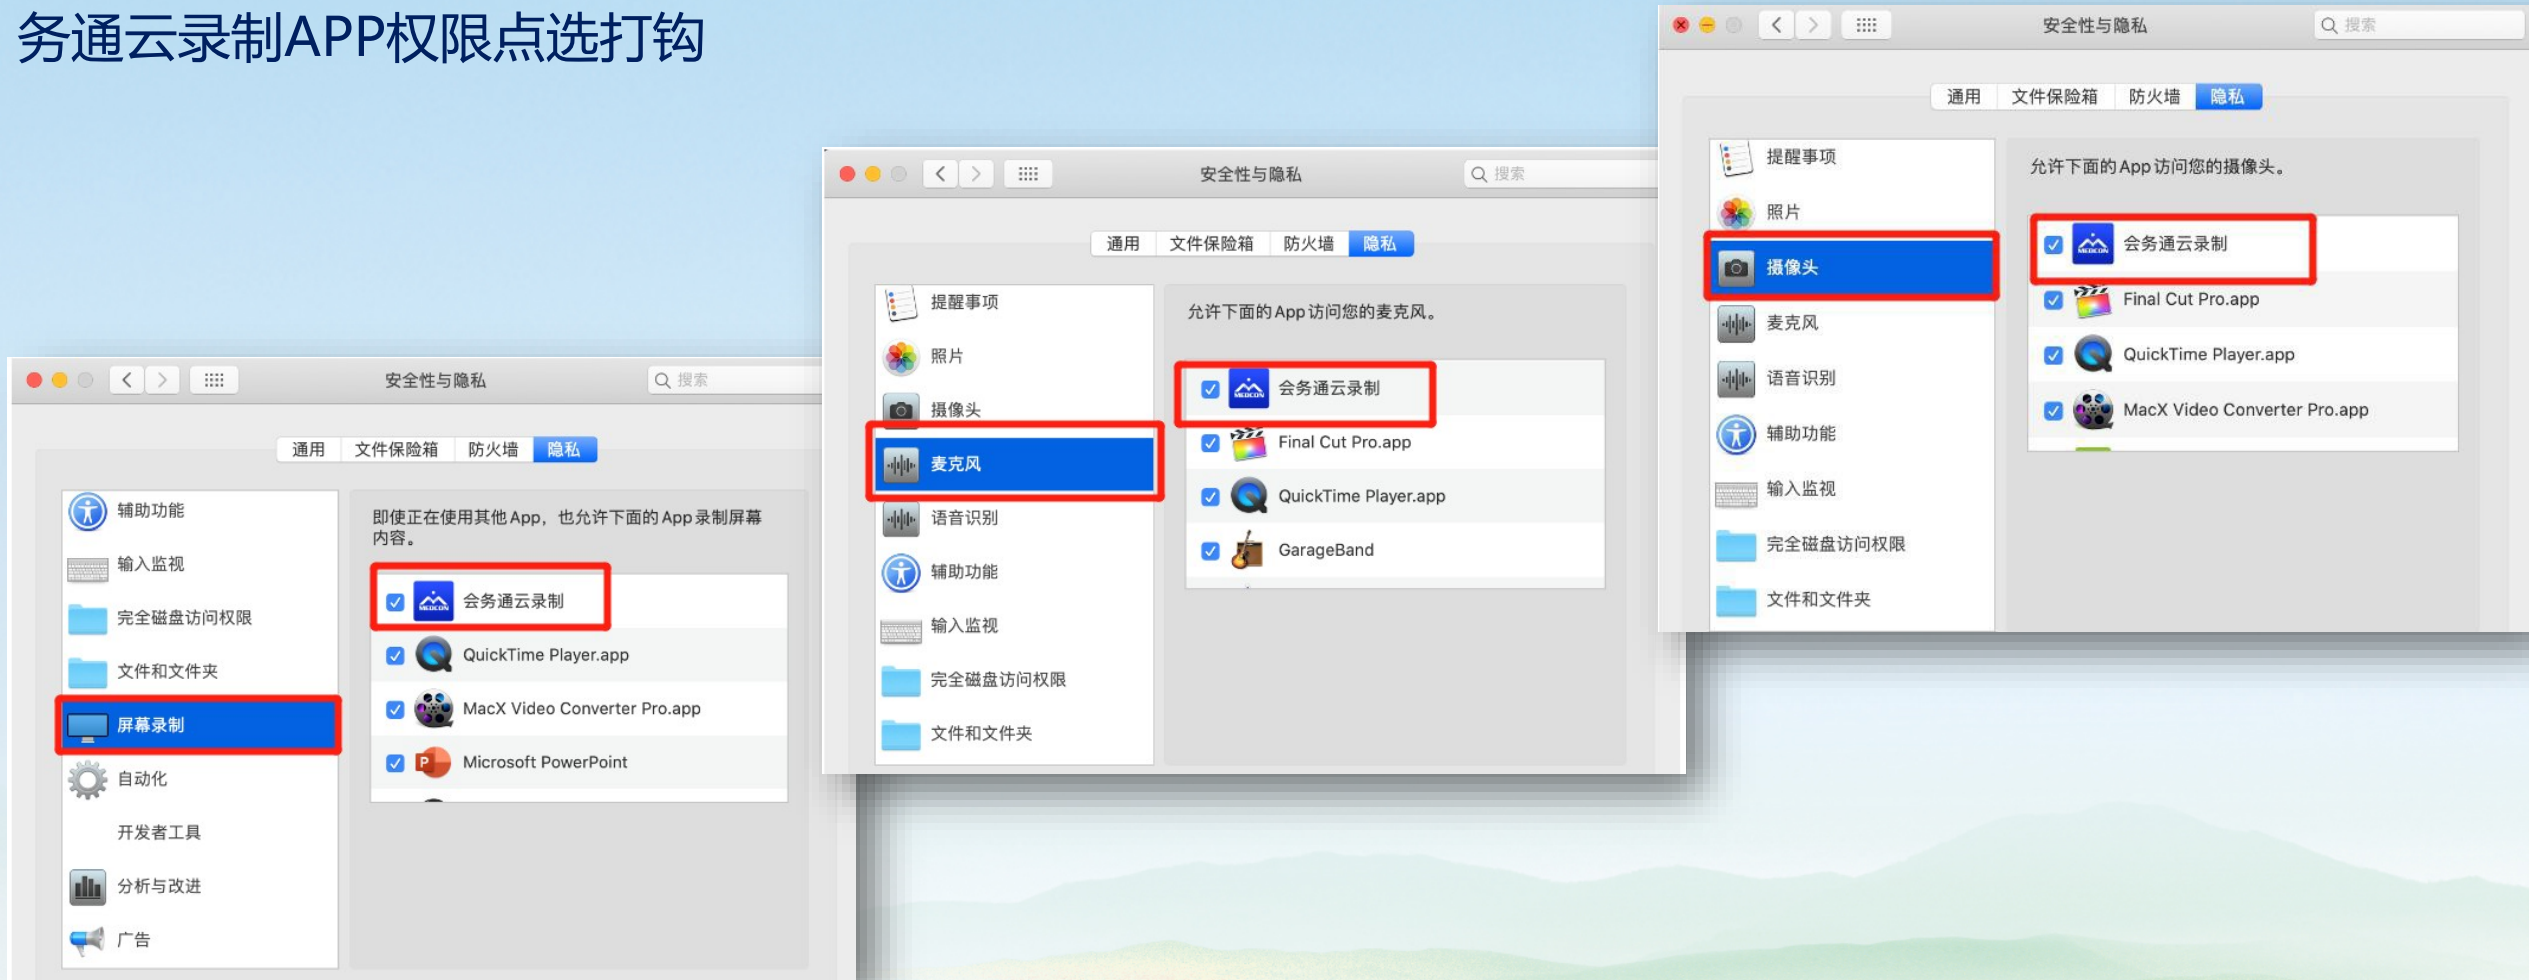 务通云录制APP权限点选打钩
安全性与隐私
搜索
通用
文件保险箱
防火墙
隐私
辅助功能
输入监视
完全磁盘访问权限
文件和文件夹
屏幕录制
自动化
开发者工具
分析与改进
广告
即使正在使用其他 App，也允许下面的 App 录制屏幕
内容。
MEDCON
会务通云录制
QuickTime Player.app
MacX Video Converter Pro.app
P
Microsoft PowerPoint
安全性与隐私
搜索
通用
文件保险箱
防火墙
隐私
提醒事项
照片
摄像头
麦克风
语音识别
辅助功能
输入监视
完全磁盘访问权限
文件和文件夹
允许下面的 App 访问您的麦克风。
MEDCON
会务通云录制
Final Cut Pro.app
QuickTime Player.app
GarageBand
安全性与隐私
搜索
通用
文件保险箱
防火墙
隐私
提醒事项
照片
摄像头
麦克风
语音识别
辅助功能
输入监视
完全磁盘访问权限
文件和文件夹
允许下面的 App 访问您的摄像头。
MEDCON
会务通云录制
Final Cut Pro.app
QuickTime Player.app
MacX Video Converter Pro.app